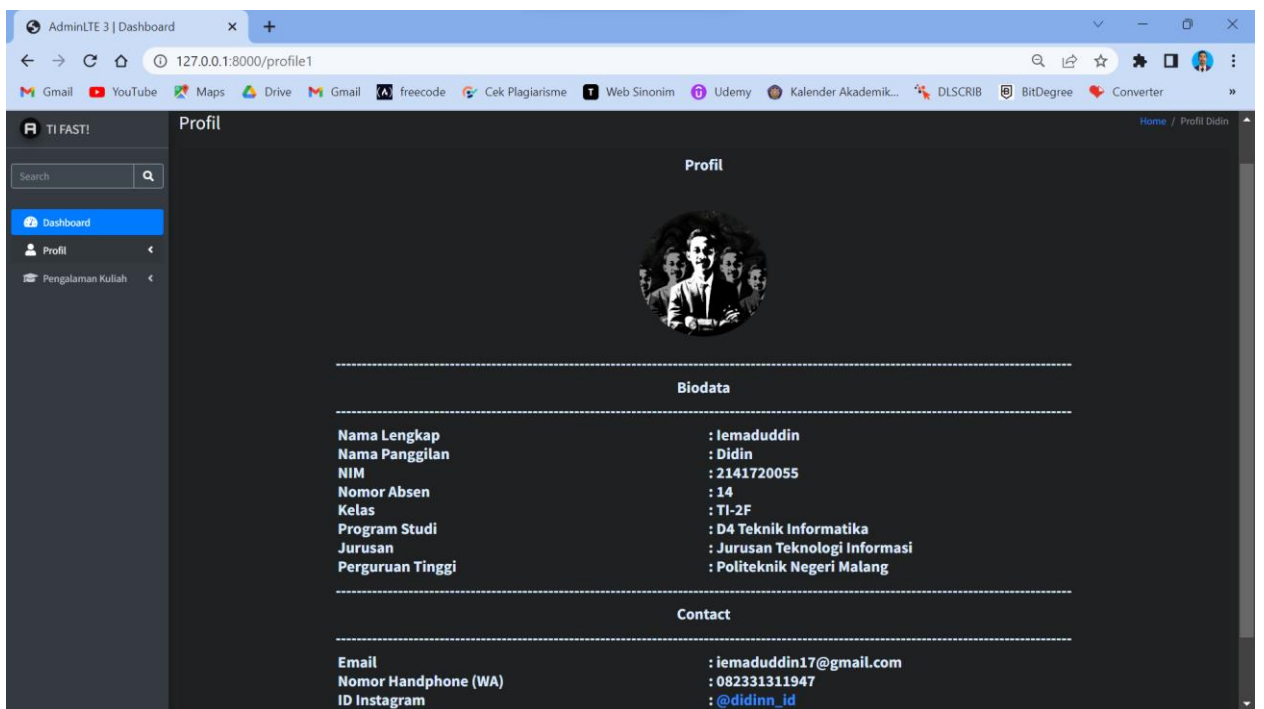 AdminLTE 3 | Dashboard
127.0.0.1:8000/profile1
Gmail YouTube Maps Drive Gmail freecode Cek Plagiarisme Web Sinonim Udemy Kalender Akademik... DLSCRIB BitDegree Converter »
TI FAST!
Profil
Home / Profil Didin
Search
Dashboard
Profil
Pengalaman Kuliah
Profil
Biodata
Nama Lengkap : Iemaduddin
Nama Panggilan : Didin
NIM : 2141720055
Nomor Absen : 14
Kelas : TI-2F
Program Studi : D4 Teknik Informatika
Jurusan : Jurusan Teknologi Informasi
Perguruan Tinggi : Politeknik Negeri Malang
Contact
Email : iemaduddin17@gmail.com
Nomor Handphone (WA) : 082331311947
ID Instagram : @didinn_id